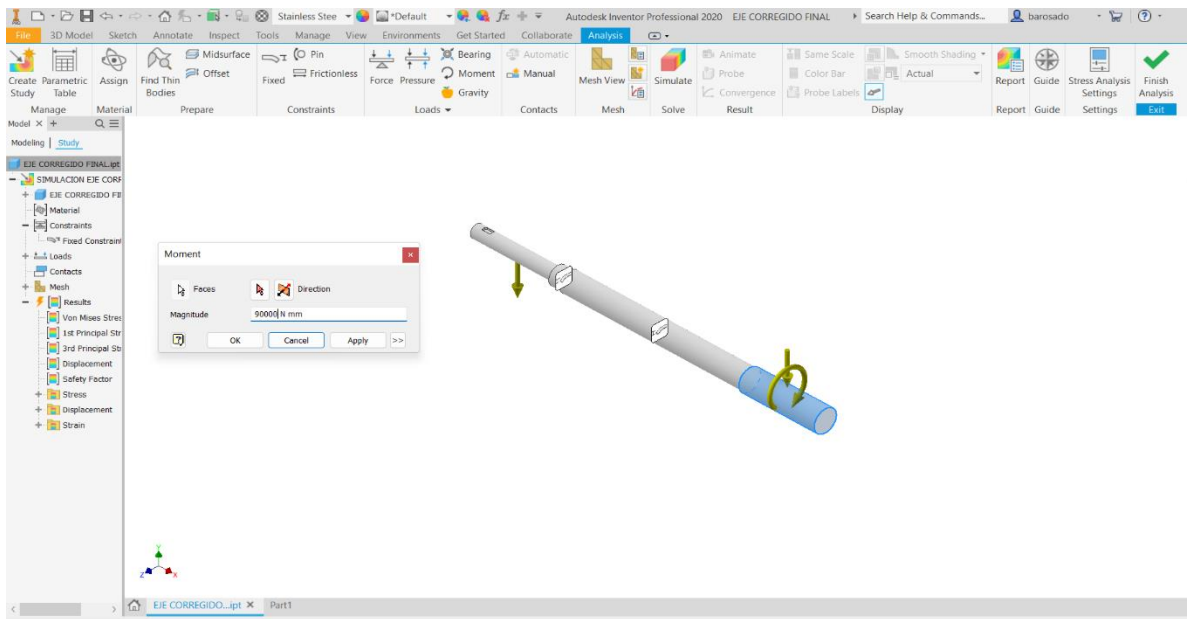 Stainless Stee
*Default
Autodesk Inventor Professional 2020 EJE CORREGIDO FINAL
Search Help & Commands...
barosado
File 3D Model Sketch Annotate Inspect Tools Manage View Environments Get Started Collaborate Analysis
Create Study
Parametric Table
Assign
Find Thin Bodies
Midsurface
Offset
Fixed
Pin
Frictionless
Force
Pressure
Bearing
Moment
Gravity
Automatic
Manual
Mesh View
Simulate
Animate
Probe
Convergence
Same Scale
Color Bar
Probe Labels
Smooth Shading
Actual
Report
Guide
Stress Analysis Settings
Finish Analysis
Manage Material Prepare Constraints Loads Contacts Mesh Solve Result Display Report Guide Settings Exit
Model × +
Modeling | Study
EJE CORREGIDO FINAL.ipt
SIMULACION EJE CORF
EJE CORREGIDO FII
Material
Constraints
Fixed Constraint
Loads
Contacts
Mesh
Results
Von Mises Stres
1st Principal Str
3rd Principal Str
Displacement
Safety Factor
Stress
Displacement
Strain
Moment
Faces
Direction
Magnitude
90000 N mm
OK
Cancel
Apply
>>
Y
Z
X
EJE CORREGIDO...ipt ×
Part1